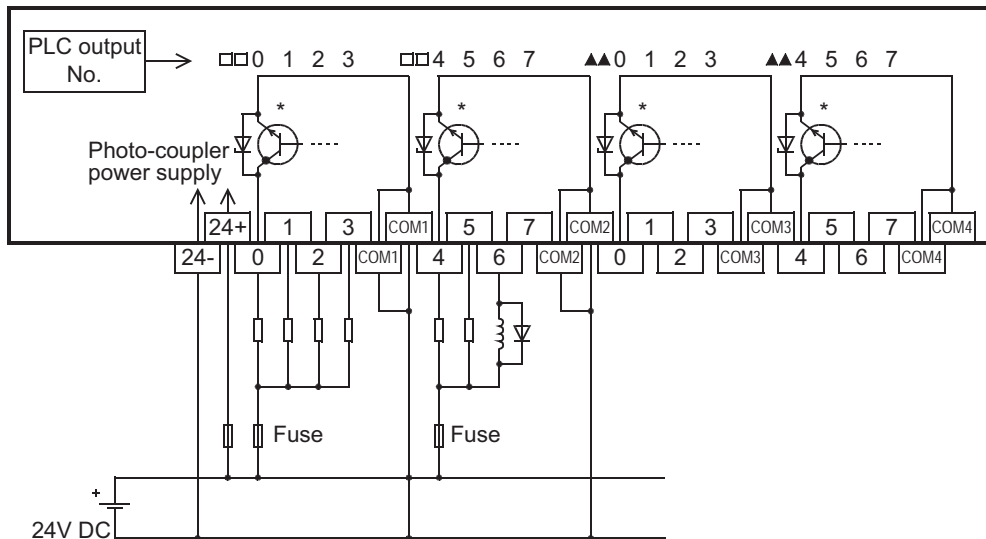 PLC output
No.
□□0 1 2 3
□□4 5 6 7
▲▲0 1 2 3
▲▲4 5 6 7
* * * *
Photo-coupler
power supply
24+ 1 3 COM1 5 7 COM2 1 3 COM3 5 7 COM4
24- 0 2 COM1 4 6 COM2 0 2 COM3 4 6 COM4
Fuse Fuse
+
24V DC